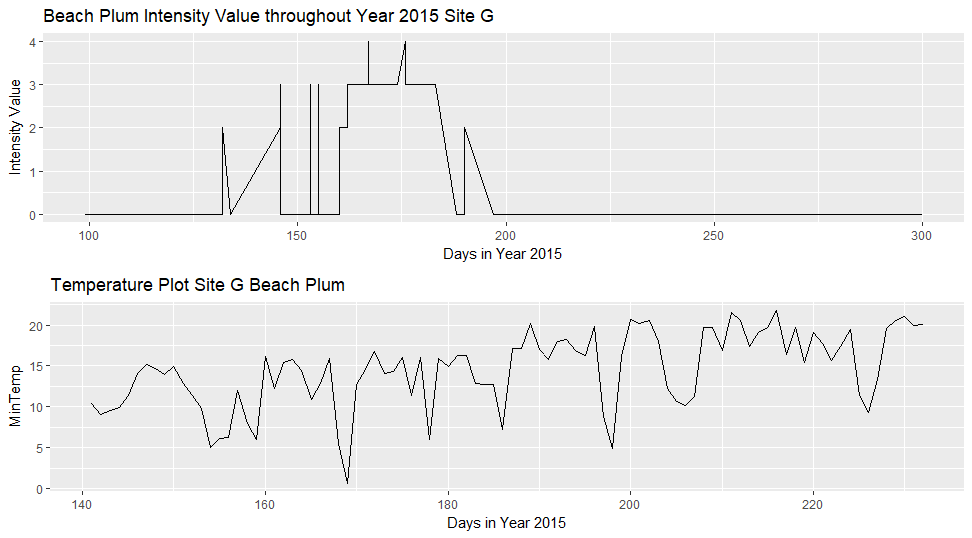 Beach Plum Intensity Value throughout Year 2015 Site G
4
3
2
1
0
Intensity Value
100 150 200 250 300
Days in Year 2015
Temperature Plot Site G Beach Plum
20
15
10
5
0
MinTemp
140 160 180 200 220
Days in Year 2015